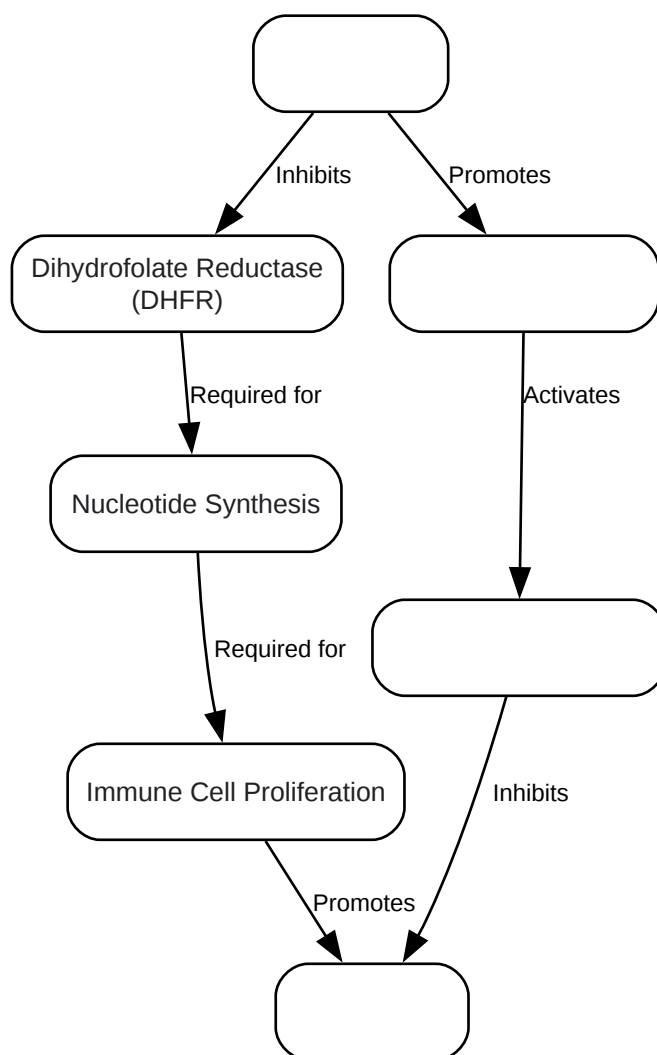 Inhibits
Promotes
Dihydrofolate Reductase
(DHFR)
Required for
Activates
Nucleotide Synthesis
Required for
Immune Cell Proliferation
Inhibits
Promotes